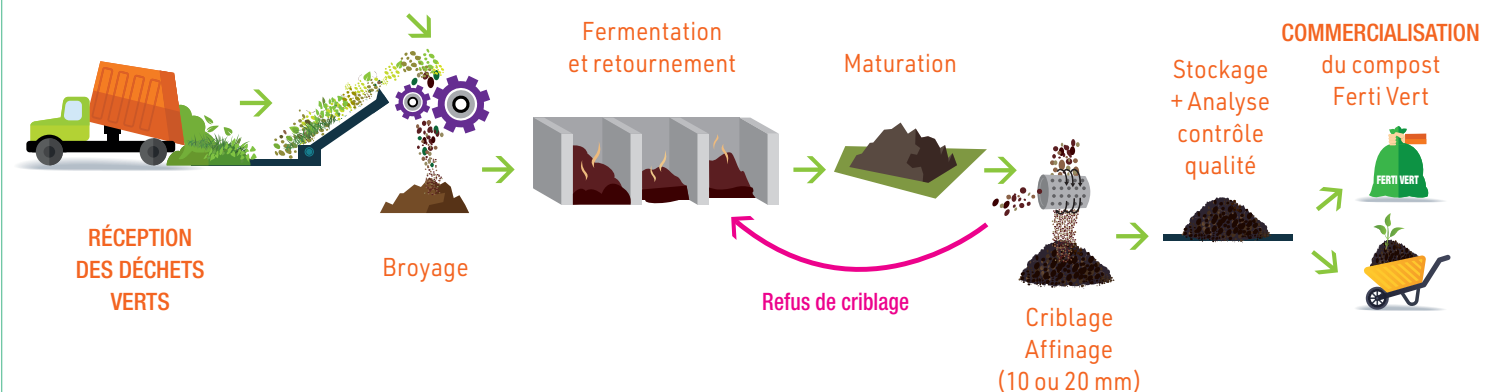 RÉCEPTION
DES DÉCHETS
VERTS
Broyage
Fermentation
et retournement
Maturation
Refus de criblage
Criblage
Affinage
(10 ou 20 mm)
Stockage
+ Analyse
contrôle
qualité
COMMERCIALISATION
du compost
Ferti Vert
FERTI VERT